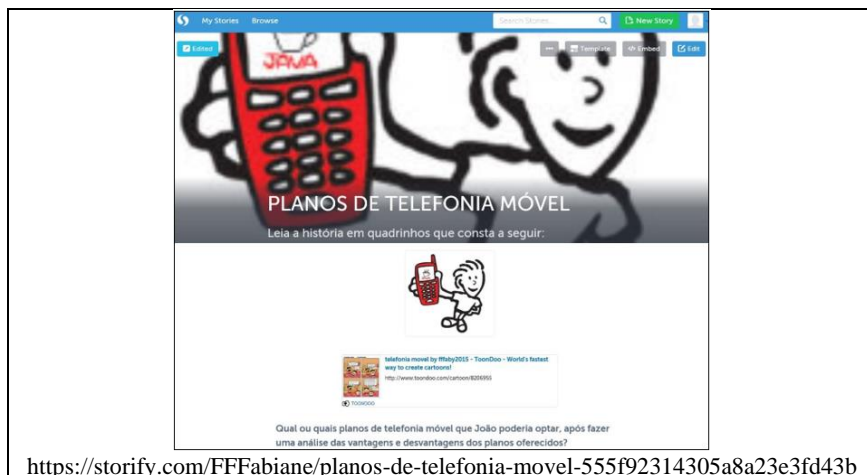 My Stories Browse Search Stories... New Story
Edited ... Template </> Embed Edit
JAVA
PLANOS DE TELEFONIA MÓVEL
Leia a história em quadrinhos que consta a seguir:
telefonia movel by fffaby2015 - ToonDoo - World's fastest
way to create cartoons!
http://www.toondoo.com/cartoon/8206955
TOONDOO
Qual ou quais planos de telefonia móvel que João poderia optar, após fazer
uma análise das vantagens e desvantagens dos planos oferecidos?
https://storify.com/FFFabiane/planos-de-telefonia-movel-555f92314305a8a23e3fd43b